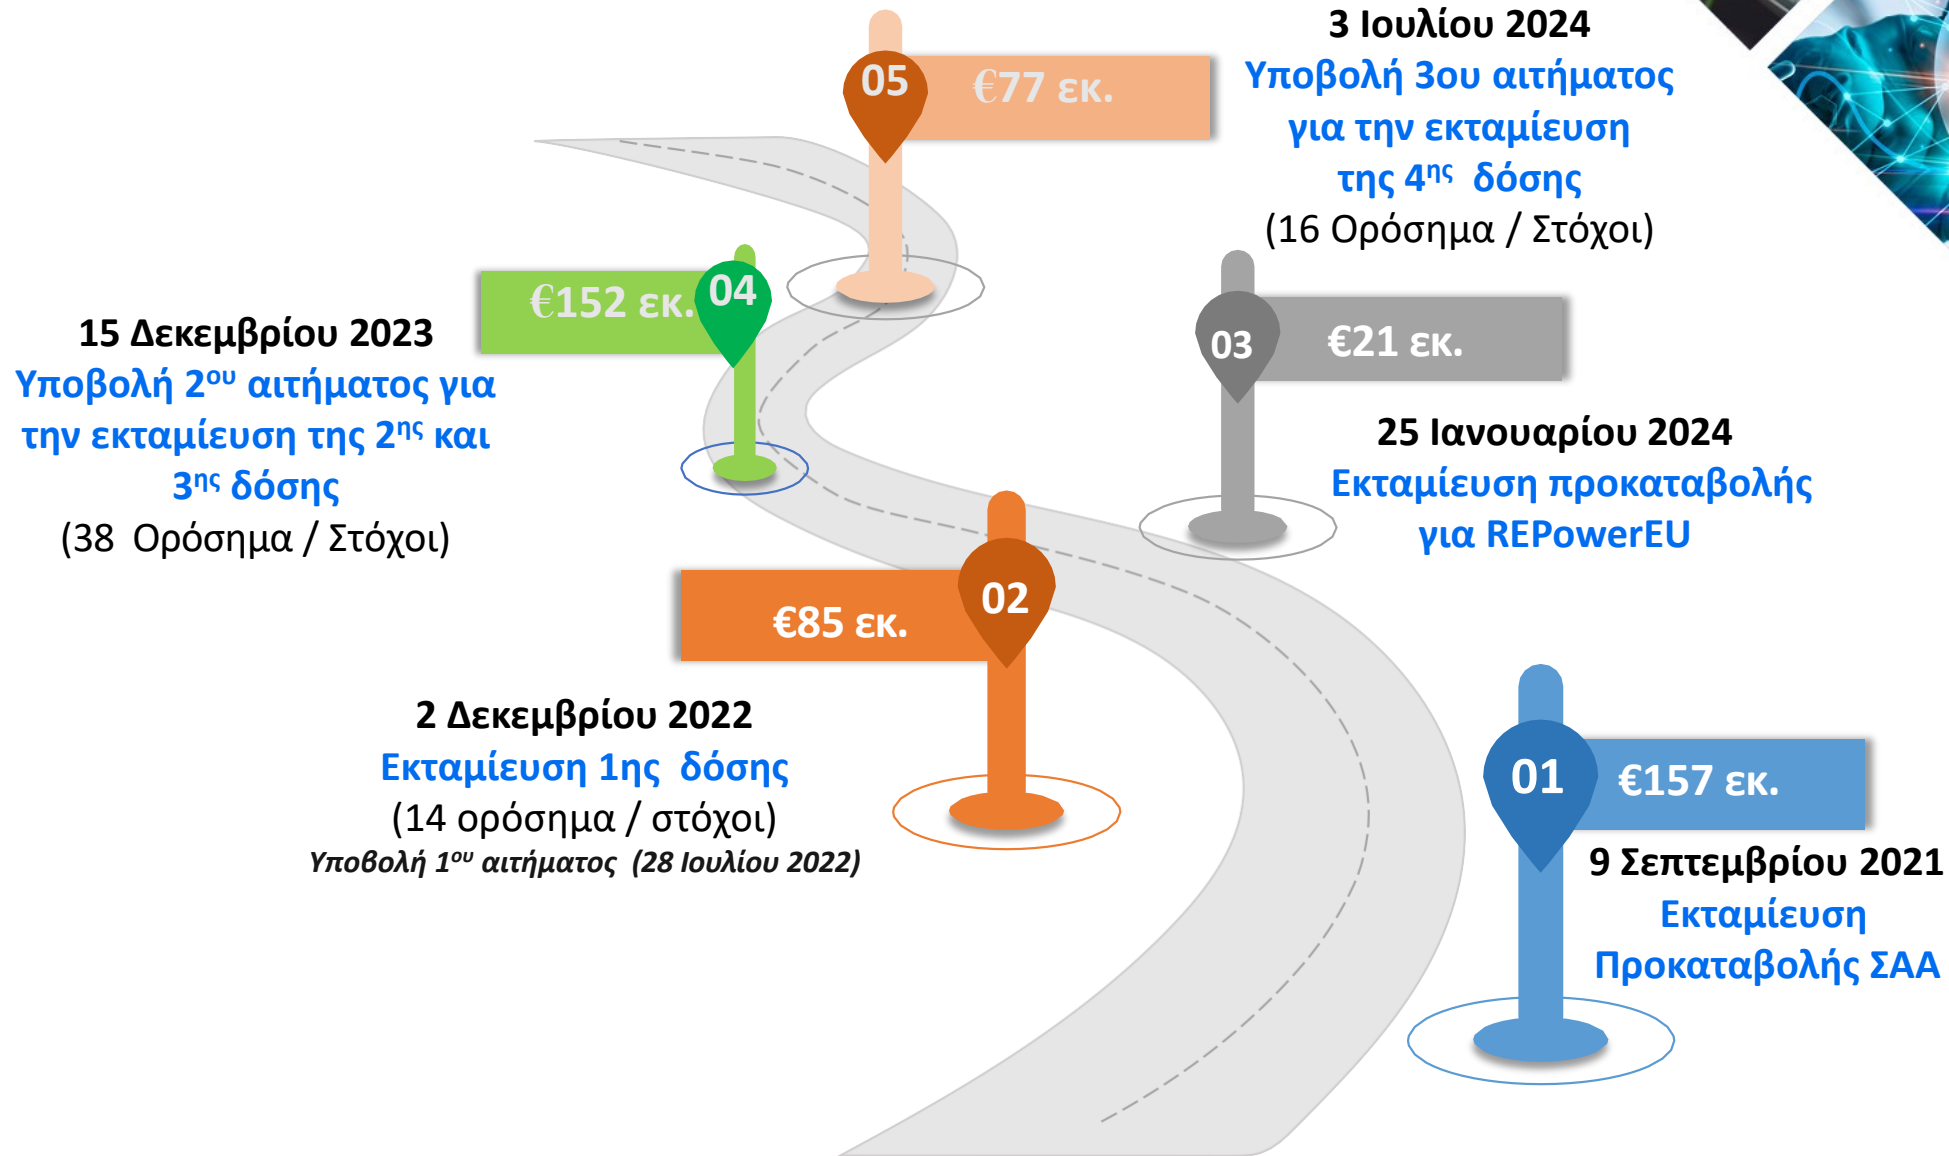 05
€77 εκ.
3 Ιουλίου 2024
Υποβολή 3ου αιτήματος
για την εκταμίευση
της 4ης δόσης
(16 Ορόσημα / Στόχοι)
€152 εκ.
04
15 Δεκεμβρίου 2023
Υποβολή 2ου αιτήματος για
την εκταμίευση της 2ης και
3ης δόσης
(38 Ορόσημα / Στόχοι)
03
€21 εκ.
25 Ιανουαρίου 2024
Εκταμίευση προκαταβολής
για REPowerEU
€85 εκ.
02
2 Δεκεμβρίου 2022
Εκταμίευση 1ης δόσης
(14 ορόσημα / στόχοι)
Υποβολή 1ου αιτήματος (28 Ιουλίου 2022)
01
€157 εκ.
9 Σεπτεμβρίου 2021
Εκταμίευση
Προκαταβολής ΣΑΑ